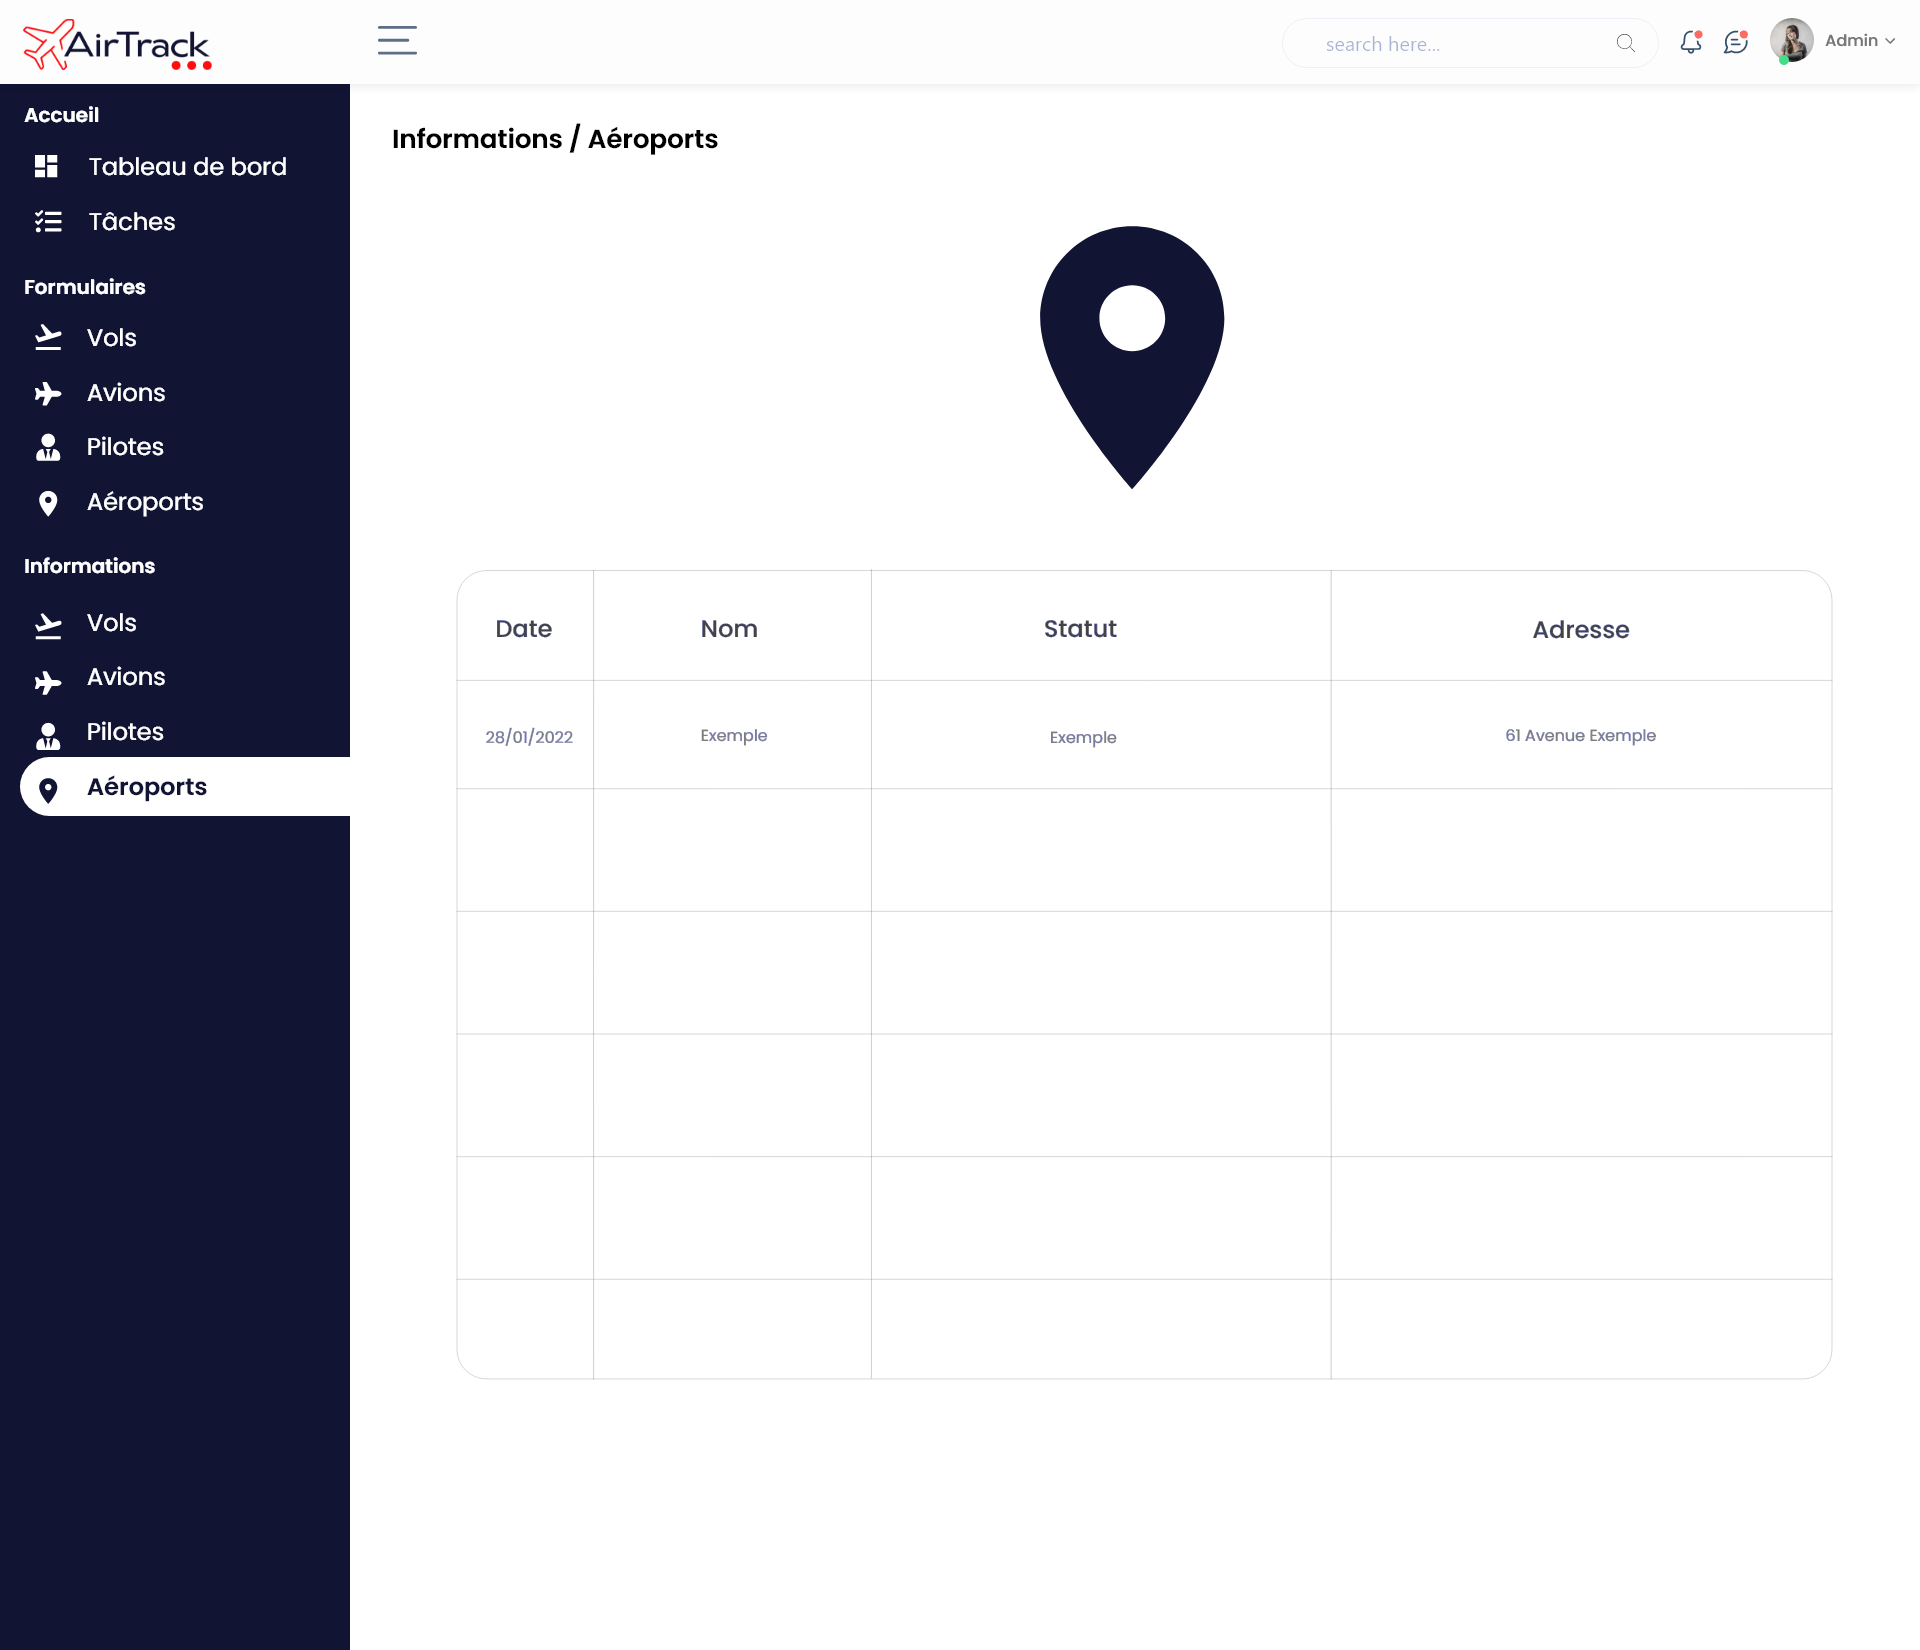 AirTrack
search here...
Admin
Accueil
Tableau de bord
Tâches
Formulaires
Vols
Avions
Pilotes
Aéroports
Informations
Vols
Avions
Pilotes
Aéroports
Informations / Aéroports
Date Nom Statut Adresse
28/01/2022 Exemple Exemple 61 Avenue Exemple